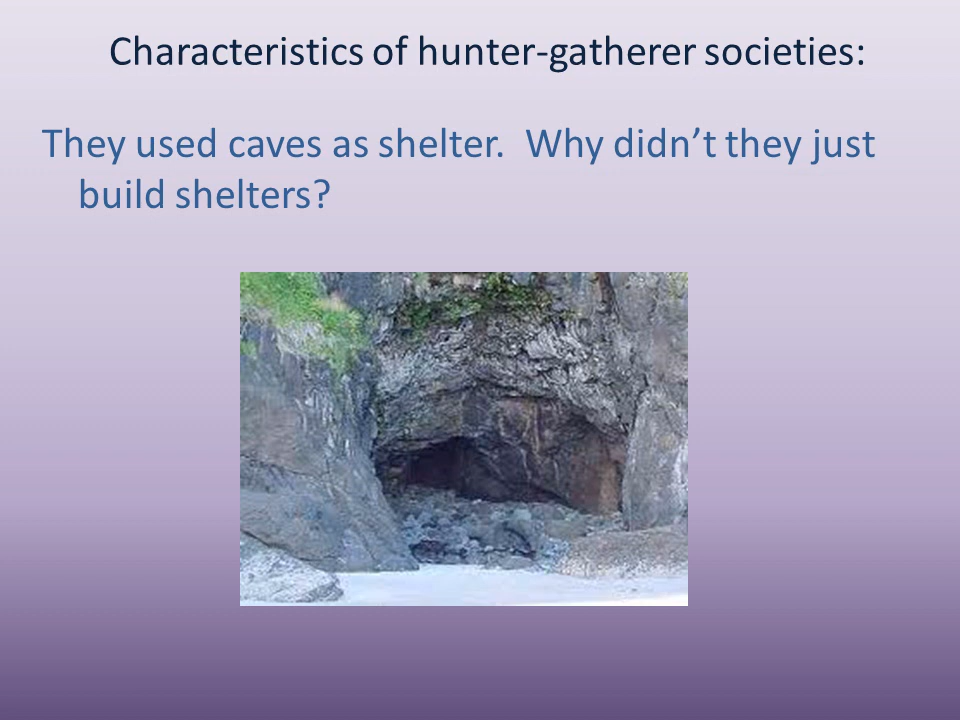 Characteristics of hunter-gatherer societies:
They used caves as shelter.  Why didn’t they just
build shelters?